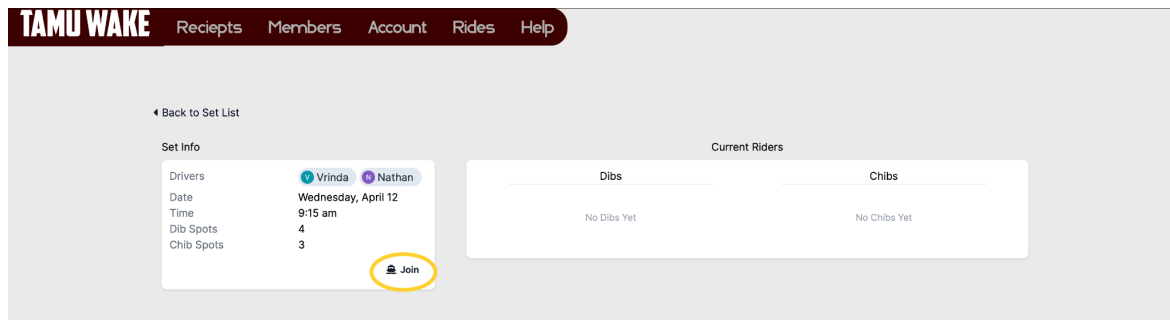 TAMU WAKE Reciepts Members Account Rides Help
Back to Set List
Set Info
Drivers V Vrinda N Nathan
Date Wednesday, April 12
Time 9:15 am
Dib Spots 4
Chib Spots 3
Join
Current Riders
Dibs Chibs
No Dibs Yet No Chibs Yet